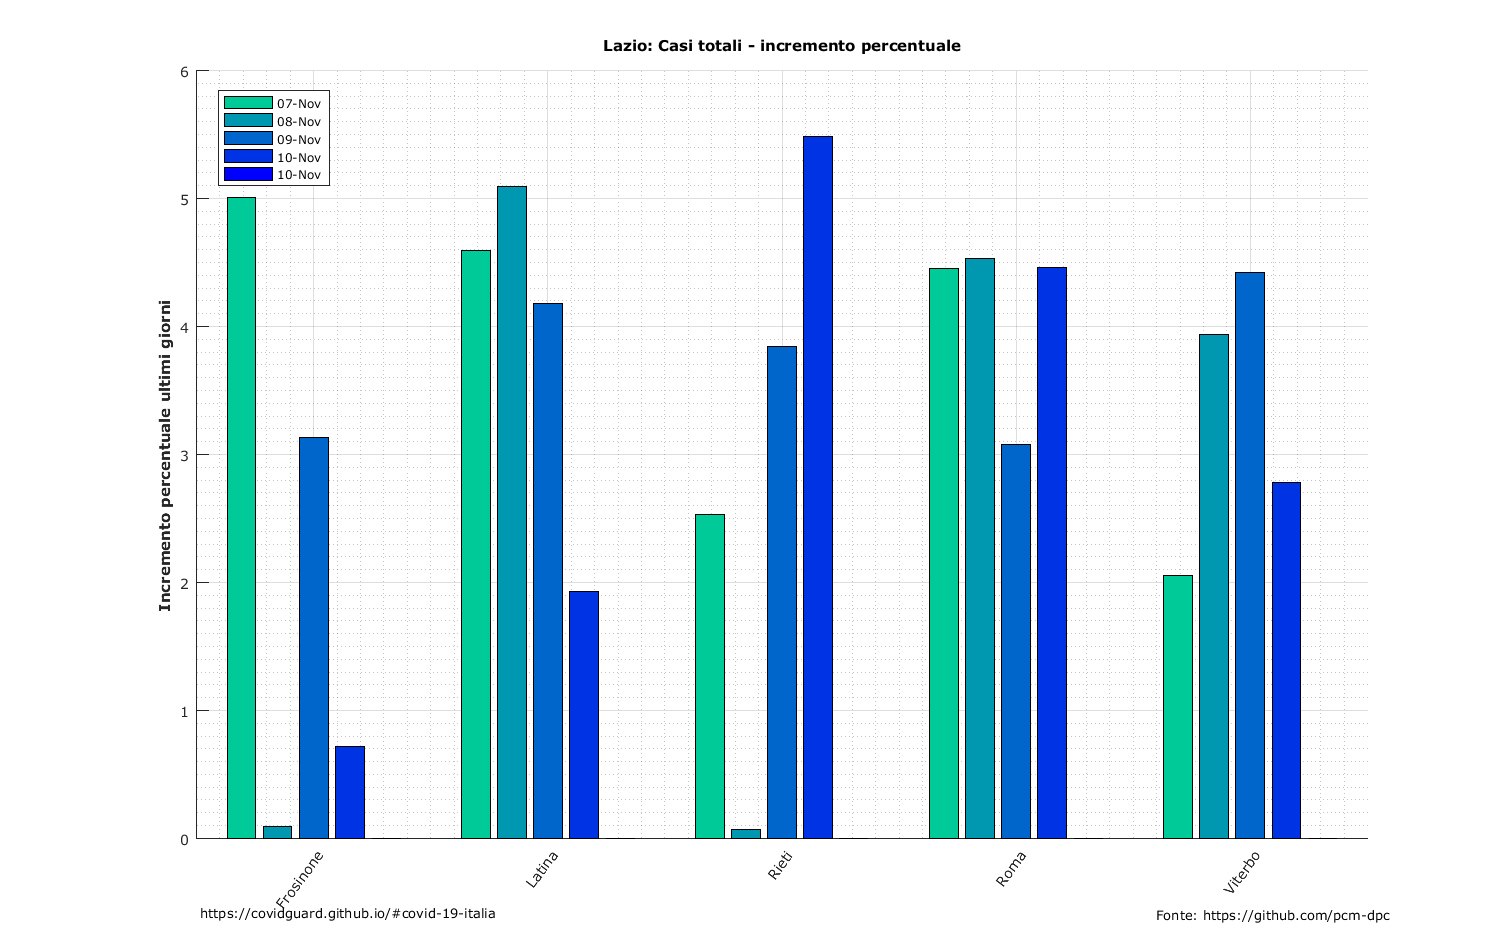 Lazio: Casi totali - incremento percentuale
6
5
4
3
2
1
0
07-Nov
08-Nov
09-Nov
10-Nov
10-Nov
Incremento percentuale ultimi giorni
Frosinone
Latina
Rieti
Roma
Viterbo
https://covidguard.github.io/#covid-19-italia
Fonte: https://github.com/pcm-dpc